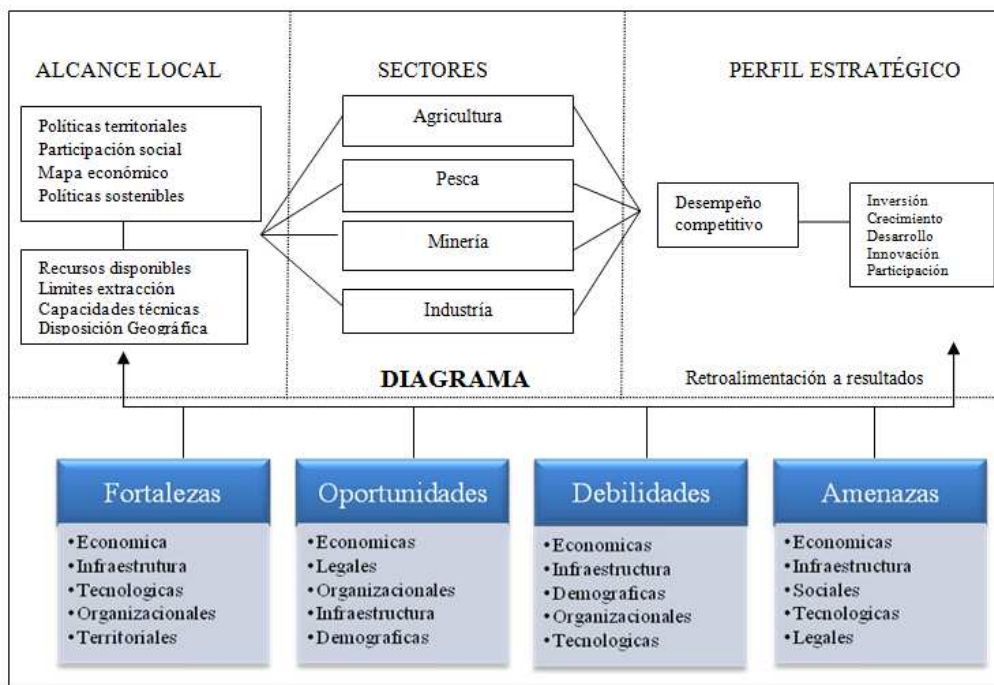 ALCANCE LOCAL
Políticas territoriales
Participación social
Mapa económico
Políticas sostenibles
Recursos disponibles
Limites extracción
Capacidades técnicas
Disposición Geográfica
SECTORES
Agricultura
Pesca
Minería
Industría
PERFIL ESTRATÉGICO
Desempeño
competitivo
Inversión
Crecimiento
Desarrollo
Innovación
Participación
DIAGRAMA
Retroalimentación a resultados
Fortalezas
•Economica
•Infraestrutura
•Tecnologicas
•Organizacionales
•Territoriales
Oportunidades
•Economicas
•Legales
•Organizacionales
•Infraestructura
•Demograficas
Debilidades
•Economicas
•Infraestructura
•Demograficas
•Organizacionales
•Tecnologicas
Amenazas
•Economicas
•Infraestructura
•Sociales
•Tecnologicas
•Legales